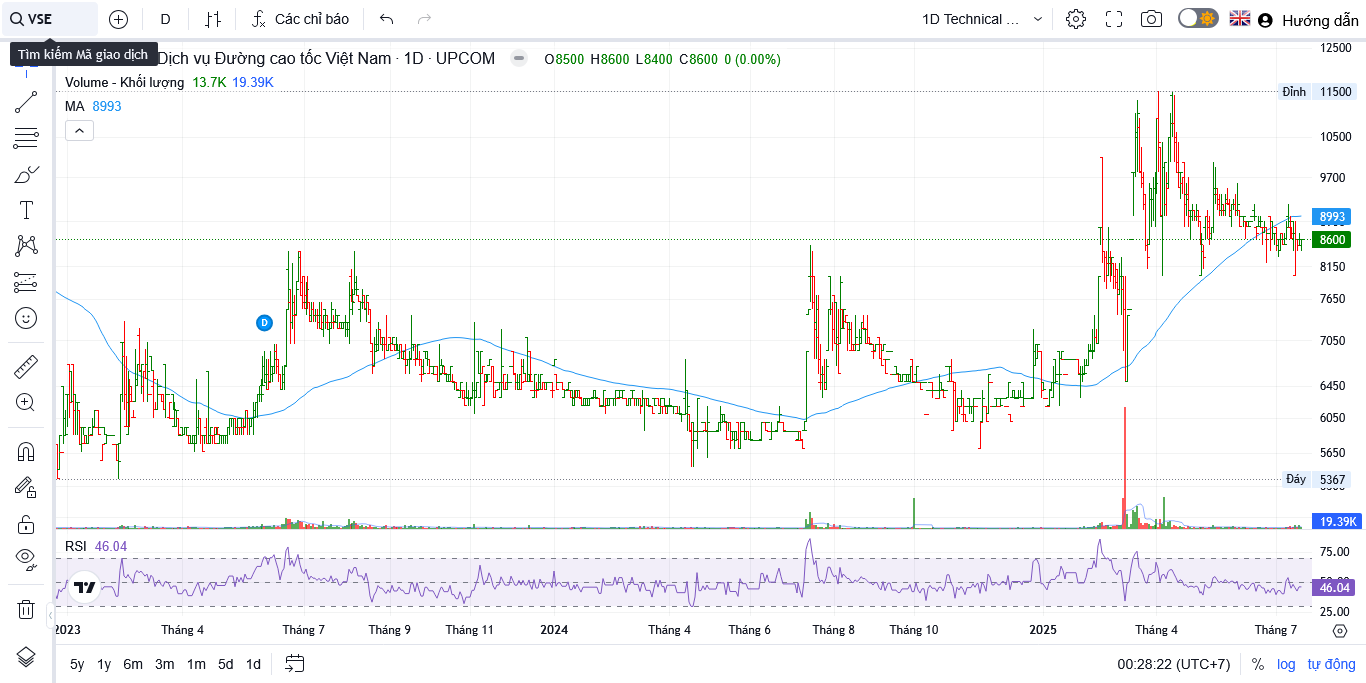 VSE D Các chỉ báo 1D Technical ... Hướng dẫn
Tìm kiếm Mã giao dịch Dịch vụ Đường cao tốc Việt Nam · 1D · UPCOM O8500 H8600 L8400 C8600 0 (0.00%)
Volume - Khối lượng 13.7K 19.39K
MA 8993
D
12500
Đỉnh 11500
10500
9700
8993
8600
8150
7650
7050
6450
6050
5650
Đáy 5367
19.39K
RSI 46.04
75.00
46.04
25.00
2023 Tháng 4 Tháng 7 Tháng 9 Tháng 11 2024 Tháng 4 Tháng 6 Tháng 8 Tháng 10 2025 Tháng 4 Tháng 7
5y 1y 6m 3m 1m 5d 1d 00:28:22 (UTC+7) % log tự động